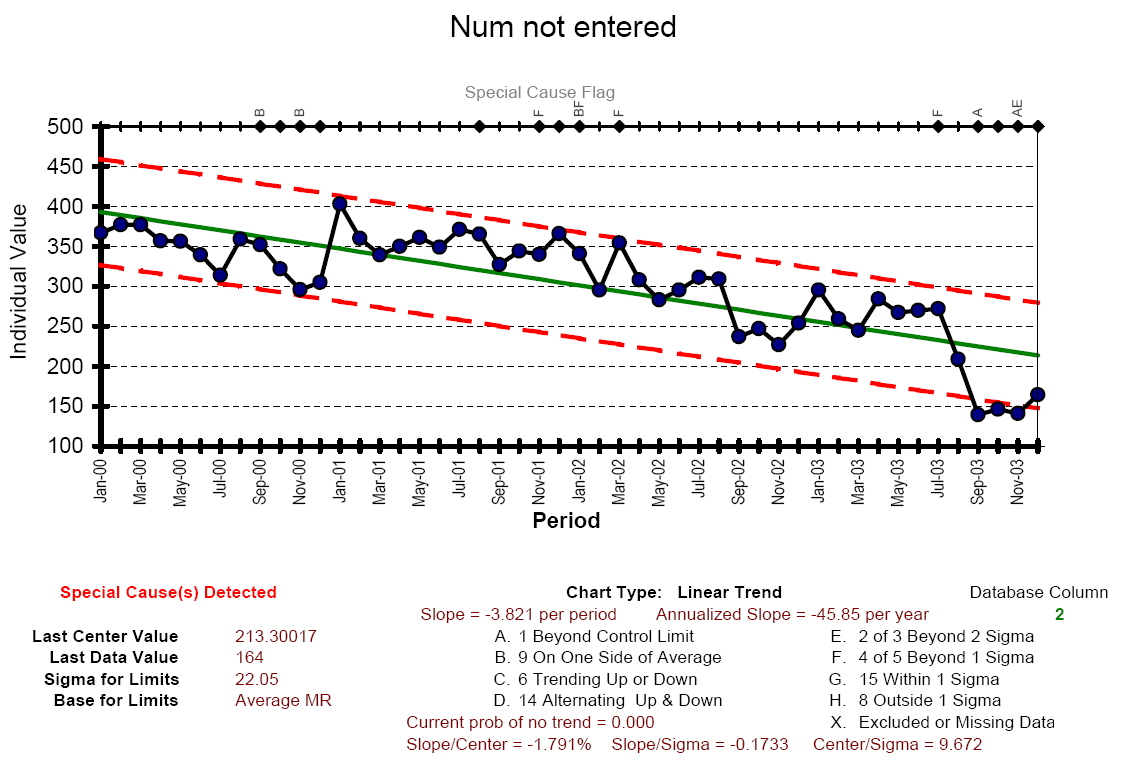 Num not entered
Special Cause Flag
B B F BF F F A AE
500
450
400
350
300
250
200
150
100
Individual Value
Jan-00 Mar-00 May-00 Jul-00 Sep-00 Nov-00 Jan-01 Mar-01 May-01 Jul-01 Sep-01 Nov-01 Jan-02 Mar-02 May-02 Jul-02 Sep-02 Nov-02 Jan-03 Mar-03 May-03 Jul-03 Sep-03 Nov-03
Period
Special Cause(s) Detected Chart Type: Linear Trend Database Column
Slope = -3.821 per period Annualized Slope = -45.85 per year 2
Last Center Value 213.30017 A. 1 Beyond Control Limit E. 2 of 3 Beyond 2 Sigma
Last Data Value 164 B. 9 On One Side of Average F. 4 of 5 Beyond 1 Sigma
Sigma for Limits 22.05 C. 6 Trending Up or Down G. 15 Within 1 Sigma
Base for Limits Average MR D. 14 Alternating Up & Down H. 8 Outside 1 Sigma
Current prob of no trend = 0.000 X. Excluded or Missing Data
Slope/Center = -1.791% Slope/Sigma = -0.1733 Center/Sigma = 9.672